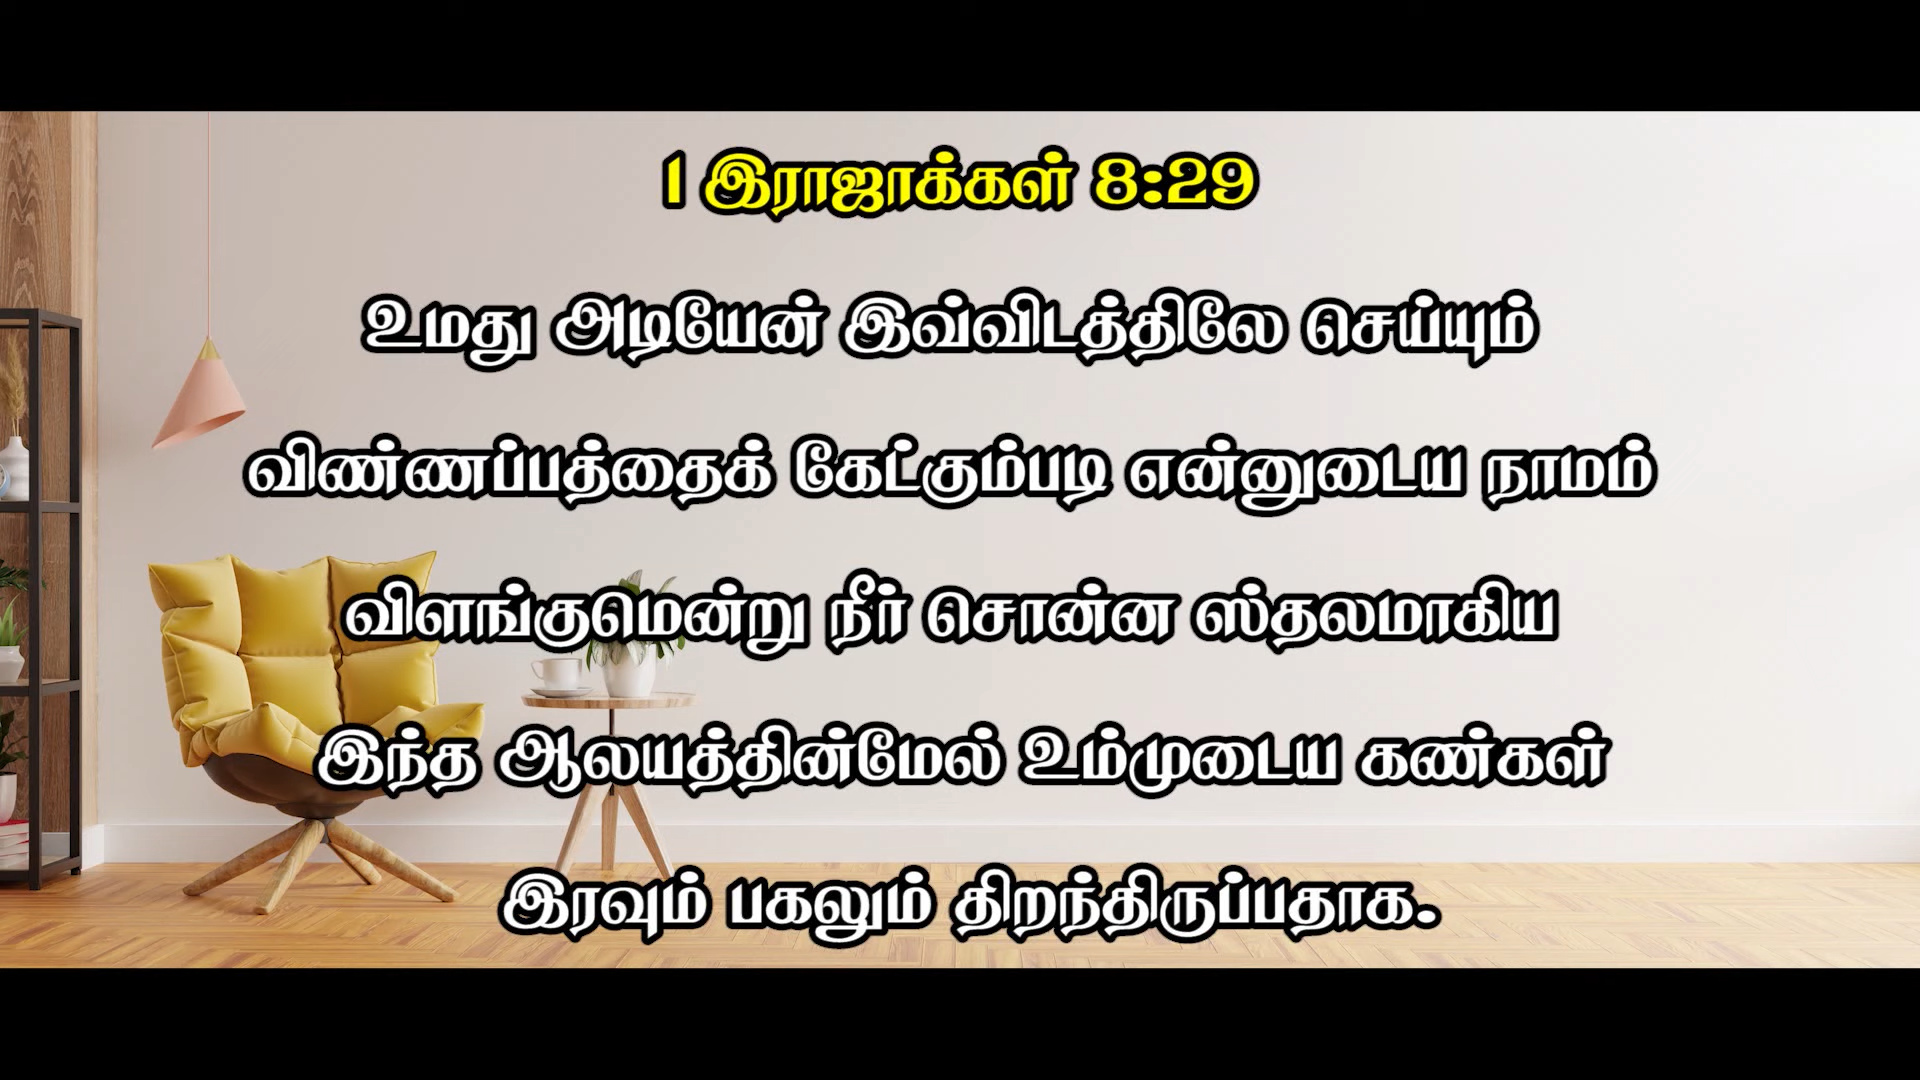 1 இராஜாக்கள் 8:29
உமது அடியேன் இவ்விடத்திலே செய்யும்
விண்ணப்பத்தைக் கேட்கும்படி என்னுடைய நாமம்
விளங்குமென்று நீர் சொன்ன ஸ்தலமாகிய
இந்த ஆலயத்தின்மேல் உம்முடைய கண்கள்
இரவும் பகலும் திறந்திருப்பதாக.